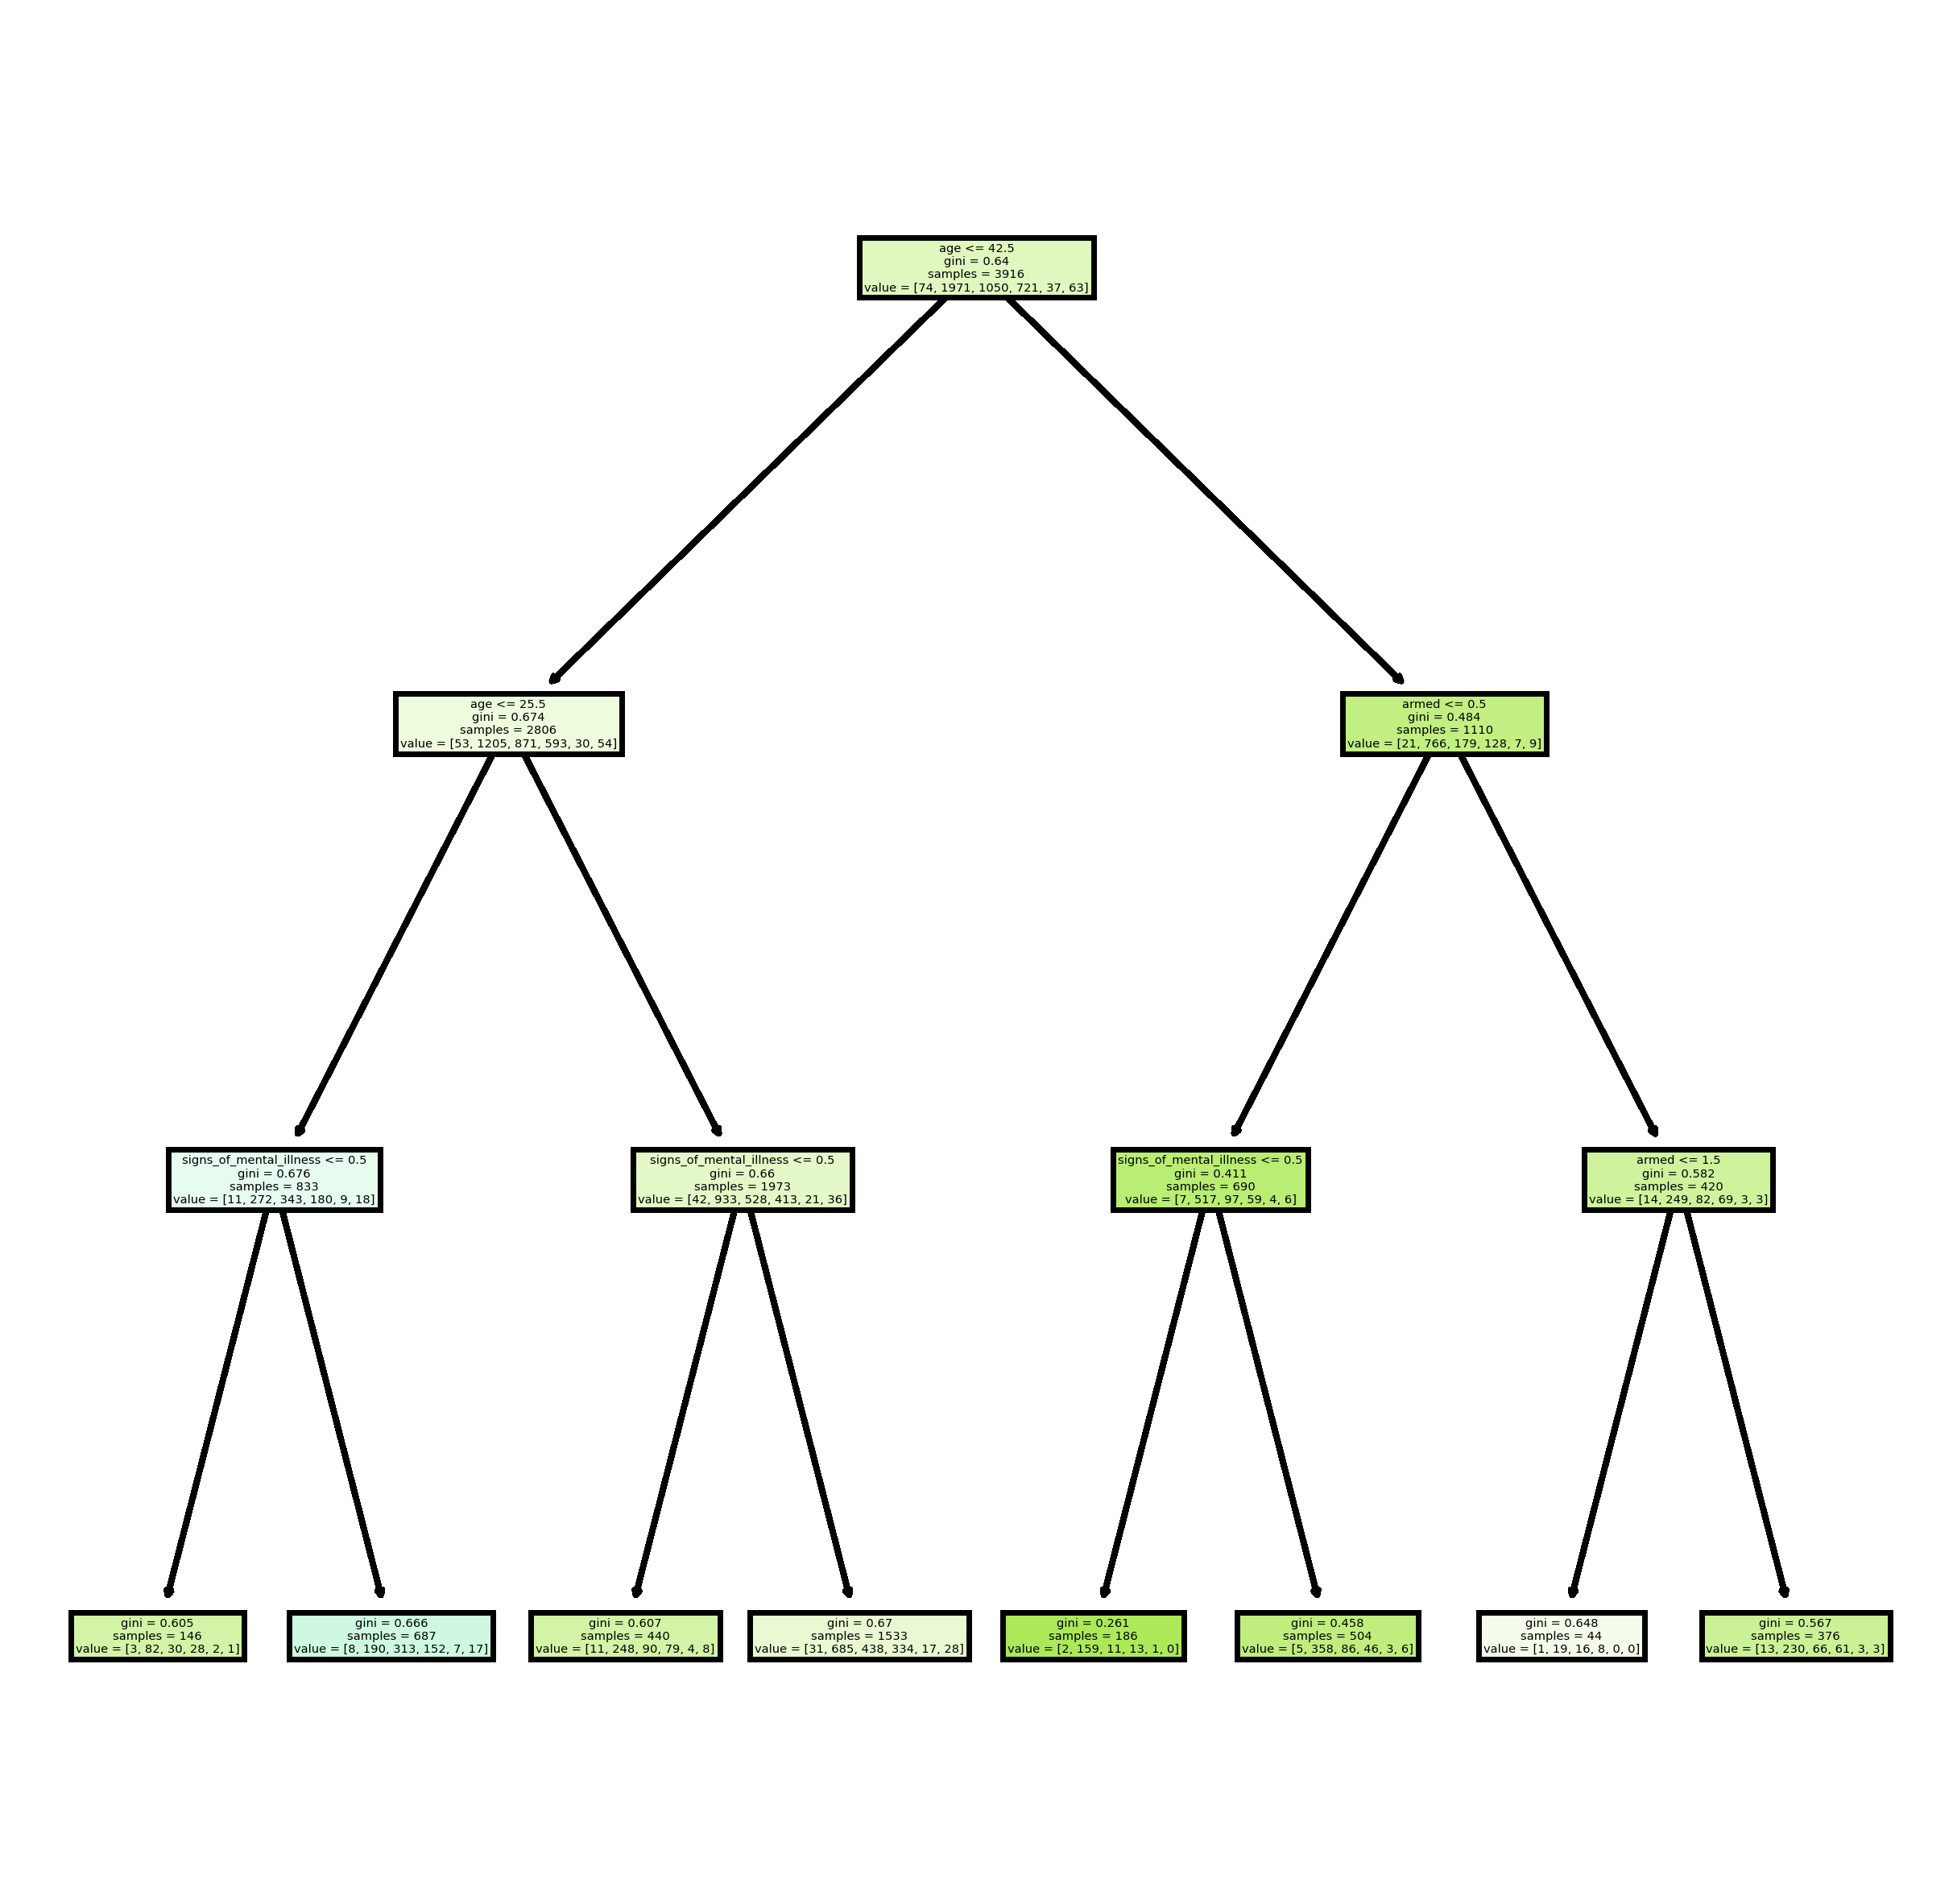 age <= 42.5
gini = 0.64
samples = 3916
value = [74, 1971, 1050, 721, 37, 63]
age <= 25.5
gini = 0.674
samples = 2806
value = [53, 1205, 871, 593, 30, 54]
armed <= 0.5
gini = 0.484
samples = 1110
value = [21, 766, 179, 128, 7, 9]
signs_of_mental_illness <= 0.5
gini = 0.676
samples = 833
value = [11, 272, 343, 180, 9, 18]
signs_of_mental_illness <= 0.5
gini = 0.66
samples = 1973
value = [42, 933, 528, 413, 21, 36]
signs_of_mental_illness <= 0.5
gini = 0.411
samples = 690
value = [7, 517, 97, 59, 4, 6]
armed <= 1.5
gini = 0.582
samples = 420
value = [14, 249, 82, 69, 3, 3]
gini = 0.605
samples = 146
value = [3, 82, 30, 28, 2, 1]
gini = 0.666
samples = 687
value = [8, 190, 313, 152, 7, 17]
gini = 0.607
samples = 440
value = [11, 248, 90, 79, 4, 8]
gini = 0.67
samples = 1533
value = [31, 685, 438, 334, 17, 28]
gini = 0.261
samples = 186
value = [2, 159, 11, 13, 1, 0]
gini = 0.458
samples = 504
value = [5, 358, 86, 46, 3, 6]
gini = 0.648
samples = 44
value = [1, 19, 16, 8, 0, 0]
gini = 0.567
samples = 376
value = [13, 230, 66, 61, 3, 3]